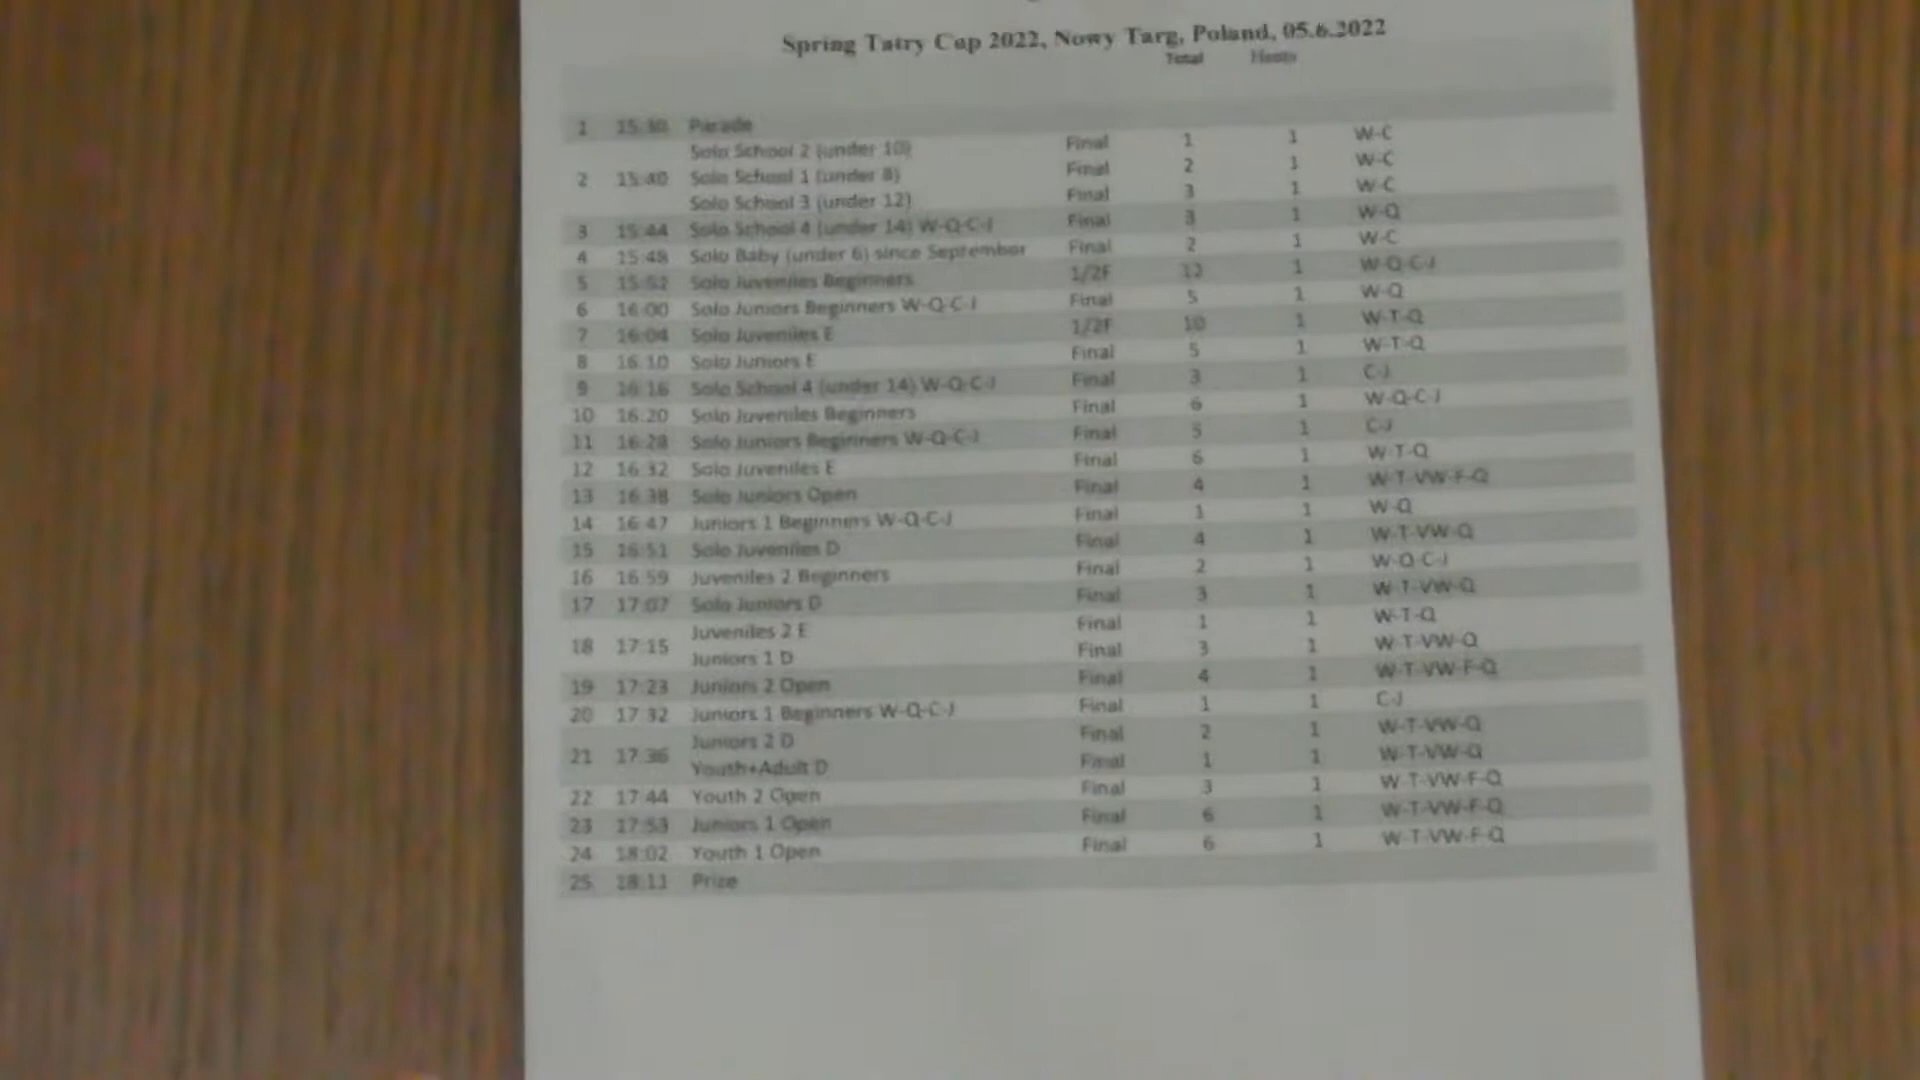 Spring Tatry Cup 2022, Nowy Targ, Poland, 05.6.2022
Total Heats
1 15:30 Parade
Solo School 2 (under 10) Final 1 1 W-C
2 15:40 Solo School 1 (under 8) Final 2 1 W-C
Solo School 3 (under 12) Final 3 1 W-C
3 15:44 Solo School 4 (under 14) W-Q-C-J Final 3 1 W-Q
4 15:48 Solo Baby (under 6) since September Final 2 1 W-C
5 15:52 Solo Juveniles Beginners 1/2F 12 1 W-Q-C-J
6 16:00 Solo Juniors Beginners W-Q-C-J Final 5 1 W-Q
7 16:04 Solo Juveniles E 1/2F 10 1 W-T-Q
8 16:10 Solo Juniors E Final 5 1 W-T-Q
9 16:16 Solo School 4 (under 14) W-Q-C-J Final 3 1 C-J
10 16:20 Solo Juveniles Beginners Final 6 1 W-Q-C-J
11 16:28 Solo Juniors Beginners W-Q-C-J Final 5 1 C-J
12 16:32 Solo Juveniles E Final 6 1 W-T-Q
13 16:38 Solo Juniors Open Final 4 1 W-T-VW-F-Q
14 16:47 Juniors 1 Beginners W-Q-C-J Final 1 1 W-Q
15 16:51 Solo Juveniles D Final 4 1 W-T-VW-Q
16 16:59 Juveniles 2 Beginners Final 2 1 W-Q-C-J
17 17:07 Solo Juniors D Final 3 1 W-T-VW-Q
18 17:15 Juveniles 2 E Final 1 1 W-T-Q
Juniors 1 D Final 3 1 W-T-VW-Q
19 17:23 Juniors 2 Open Final 4 1 W-T-VW-F-Q
20 17:32 Juniors 1 Beginners W-Q-C-J Final 1 1 C-J
21 17:36 Juniors 2 D Final 2 1 W-T-VW-Q
Youth+Adult D Final 1 1 W-T-VW-Q
22 17:44 Youth 2 Open Final 3 1 W-T-VW-F-Q
23 17:53 Juniors 1 Open Final 6 1 W-T-VW-F-Q
24 18:02 Youth 1 Open Final 6 1 W-T-VW-F-Q
25 18:11 Prize